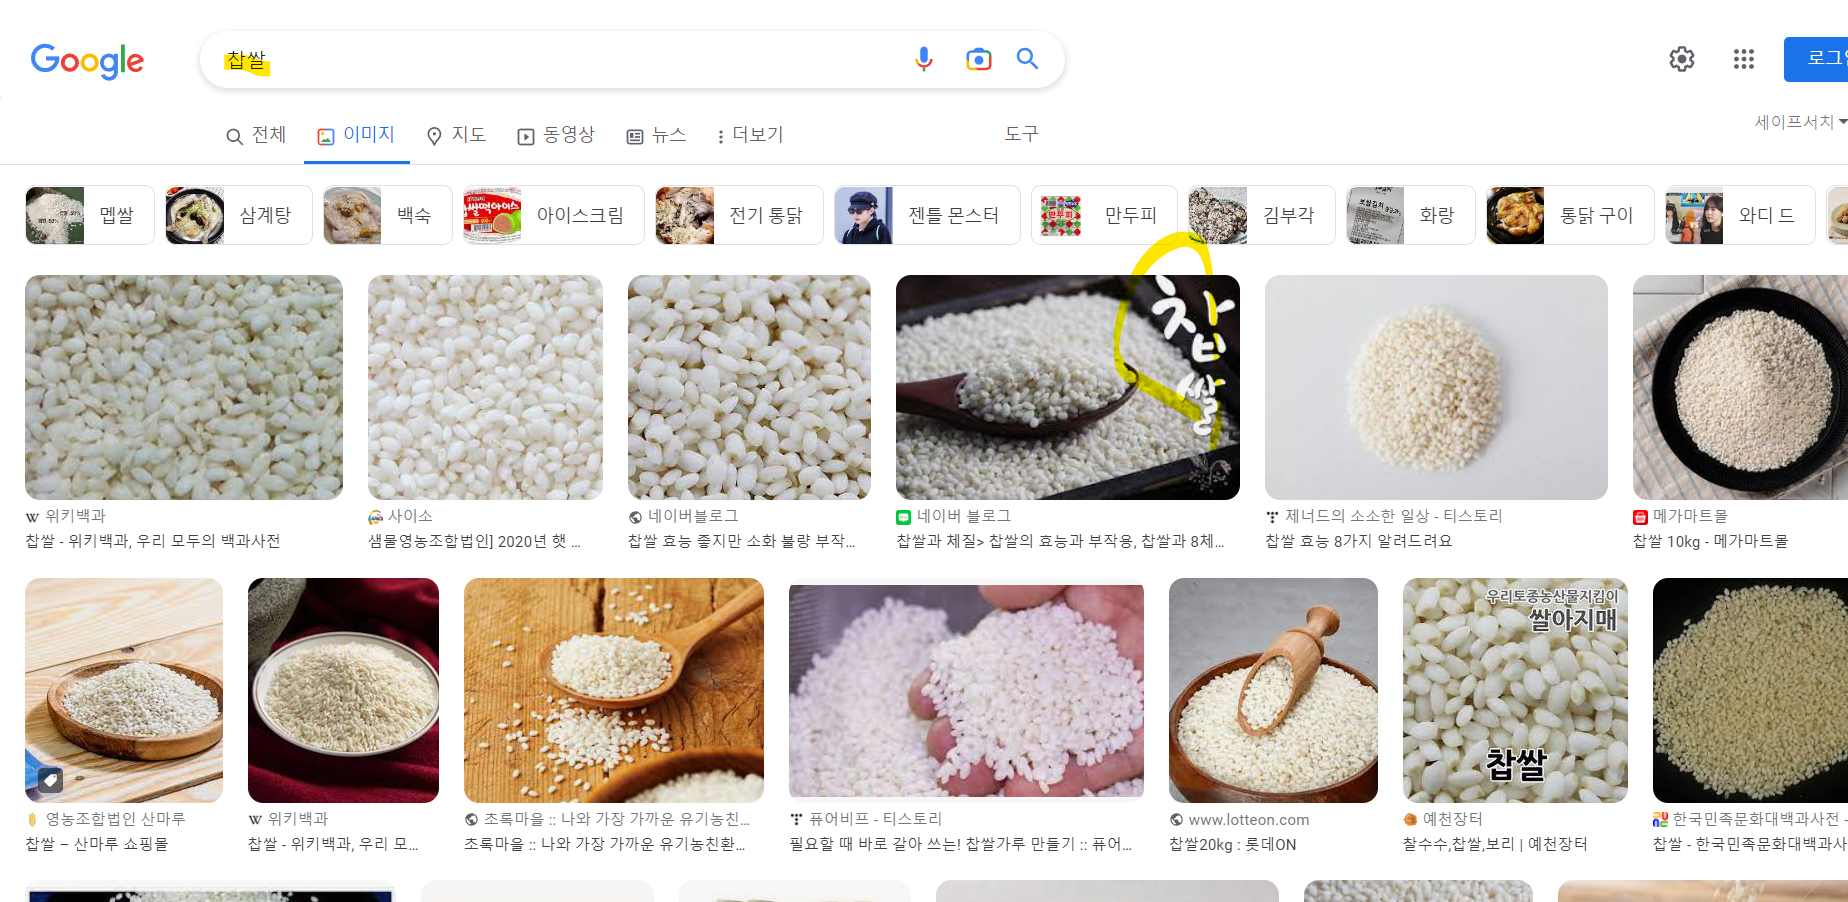 Google
찹쌀
로그인
전체
이미지
지도
동영상
뉴스
더보기
도구
세이프서치
멥쌀
삼계탕
백숙
아이스크림
전기 통닭
젠틀 몬스터
만두피
만두피
김부각
화랑
통닭 구이
와디 드
찹쌀
위키백과
찹쌀 - 위키백과, 우리 모두의 백과사전
사이소
샘물영농조합법인] 2020년 햇 ...
네이버블로그
찹쌀 효능 좋지만 소화 불량 부작...
네이버 블로그
찹쌀과 체질> 찹쌀의 효능과 부작용, 찹쌀과 8체...
제너드의 소소한 일상 - 티스토리
찹쌀 효능 8가지 알려드려요
메가마트몰
찹쌀 10kg - 메가마트몰
우리토종농산물지킴이
쌀아지매
찹쌀
영농조합법인 산마루
찹쌀 – 산마루 쇼핑몰
위키백과
찹쌀 - 위키백과, 우리 모...
초록마을 :: 나와 가장 가까운 유기농친...
초록마을 :: 나와 가장 가까운 유기농친환...
퓨어비프 - 티스토리
필요할 때 바로 갈아 쓰는! 찹쌀가루 만들기 :: 퓨어...
www.lotteon.com
찹쌀20kg : 롯데ON
예천장터
찰수수,찹쌀,보리 | 예천장터
한국민족문화대백과사전 -
찹쌀 - 한국민족문화대백과사